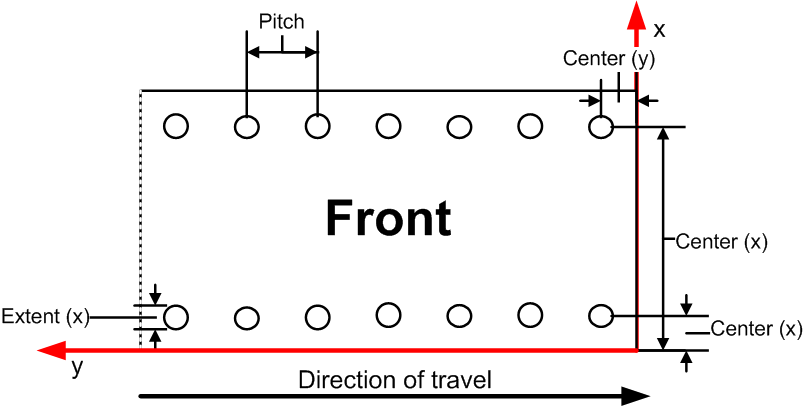 Pitch
x
Center (y)
Front
Center (x)
Extent (x)
Center (x)
y
Direction of travel